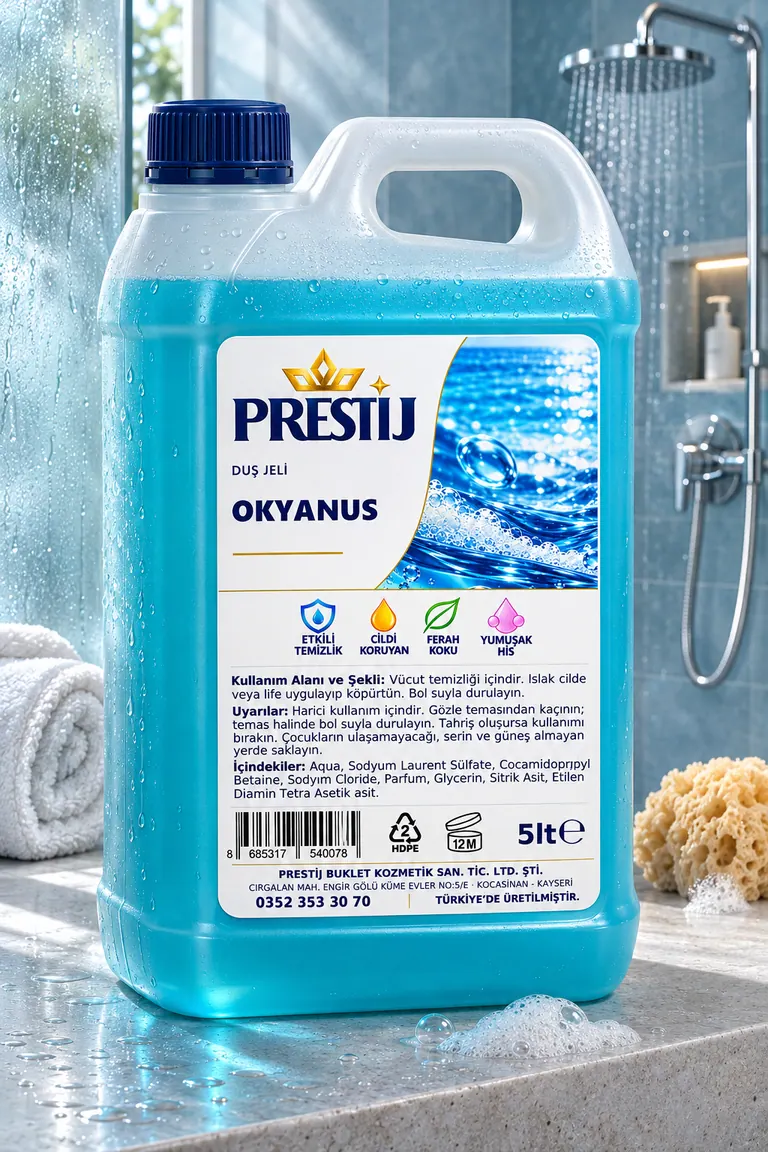 PRESTİJ
DUŞ JELİ
OKYANUS
ETKİLİ TEMİZLİK
CİLDİ KORUYAN
FERAH KOKU
YUMUŞAK HİS
Kullanım Alanı ve Şekli: Vücut temizliği içindir. Islak cilde
veya life uygulayıp köpürtün. Bol suyla durulayın.
Uyarılar: Harici kullanım içindir. Gözle temasından kaçının;
temas halinde bol suyla durulayın. Tahriş oluşursa kullanımı
bırakın. Çocukların ulaşamayacağı, serin ve güneş almayan
yerde saklayın.
İçindekiler: Aqua, Sodyum Laurent Sülfate, Cocamidoprpyl
Betaine, Sodyım Cloride, Parfum, Glycerin, Sitrik Asit, Etilen
Diamin Tetra Asetik asit.
8 685317 540078
2
HDPE
12 M
5lt℮
PRESTİJ BUKLET KOZMETİK SAN. TİC. LTD. ŞTİ.
CIRGALAN MAH. ENGİR GÖLÜ KÜME EVLER NO:5/E - KOCASİNAN - KAYSERİ
0352 353 30 70
TÜRKİYE'DE ÜRETİLMİŞTİR.